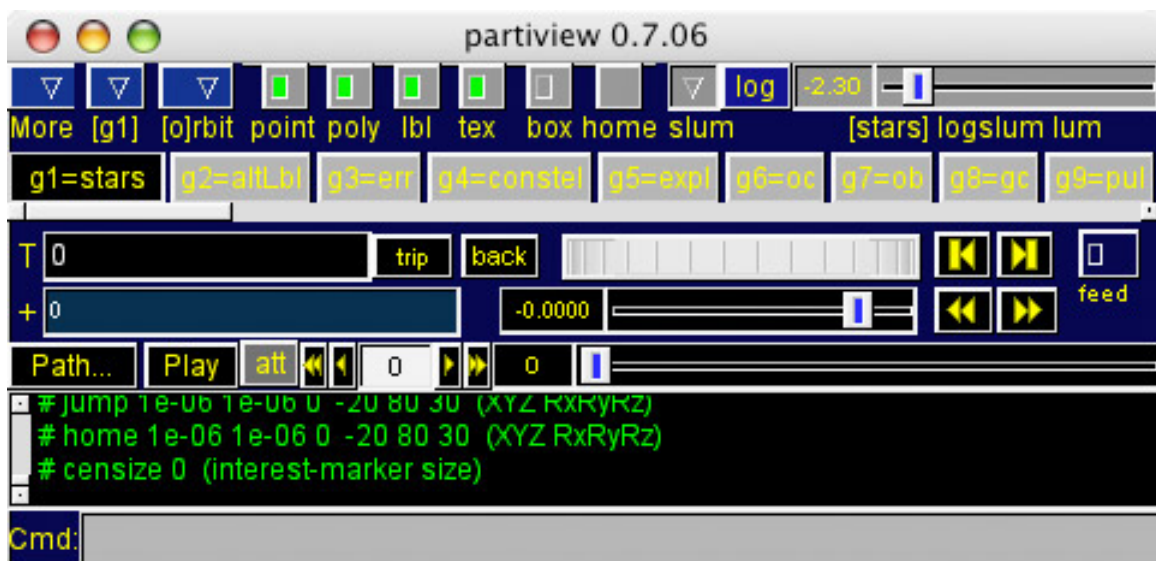 partiview 0.7.06
log -2.30
More [g1] [o]rbit point poly lbl tex box home slum [stars] logslum lum
g1=stars g2=altLbl g3=err g4=constel g5=expl g6=oc g7=ob g8=gc g9=pul
T 0 trip back
+ 0 -0.0000 feed
Path... Play att 0 0
# jump 1e-06 1e-06 0 -20 80 30 (XYZ RxRyRz)
# home 1e-06 1e-06 0 -20 80 30 (XYZ RxRyRz)
# censize 0 (interest-marker size)
Cmd: